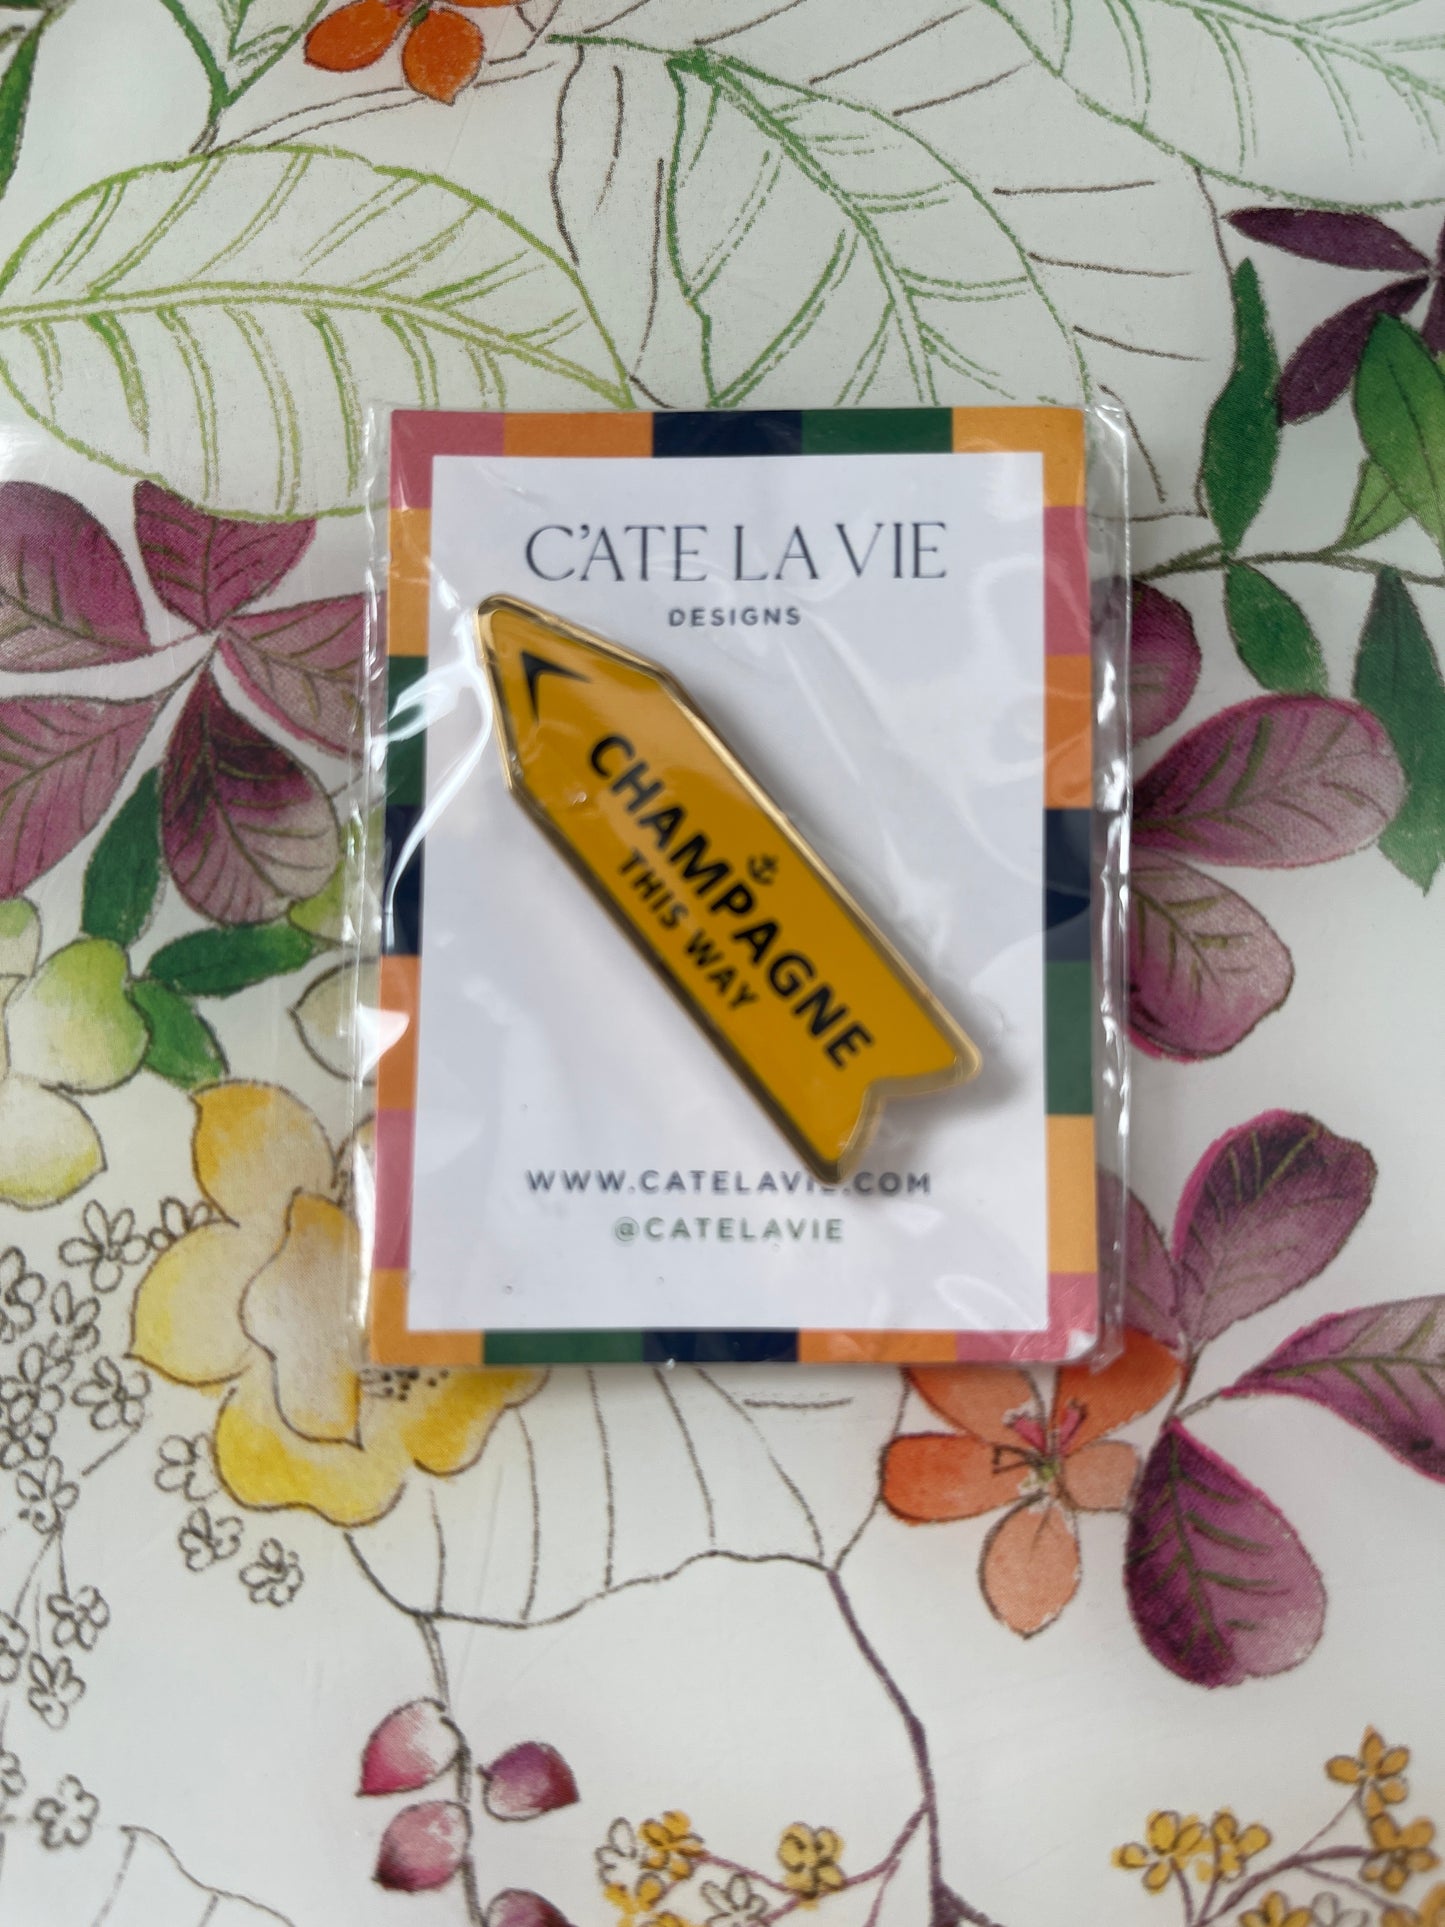 C'ATE LA VIE
DESIGNS
CHAMPAGNE
THIS WAY
WWW.CATELAVIE.COM
@CATELAVIE